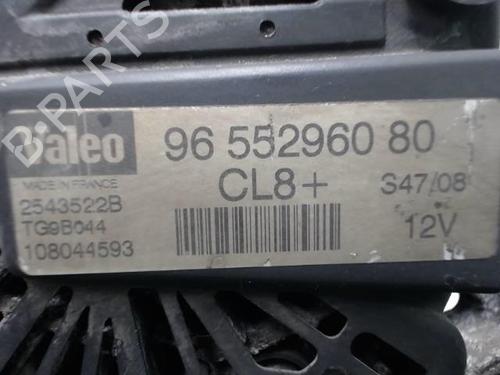 B-PARTS
Valeo
96 552960 80
MADE IN FRANCE
CL8+
S47/08
2543522B
TG9B044
12V
108044593